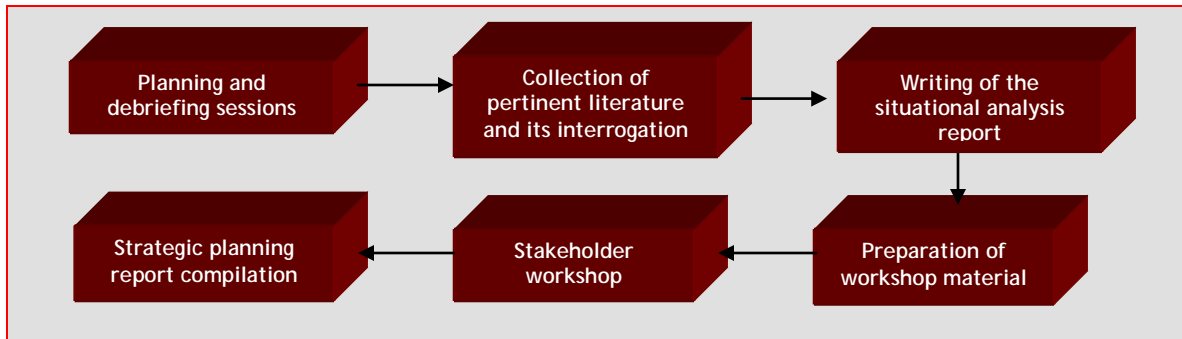 Planning and
debriefing sessions
Collection of
pertinent literature
and its interrogation
Writing of the
situational analysis
report
Preparation of
workshop material
Stakeholder
workshop
Strategic planning
report compilation